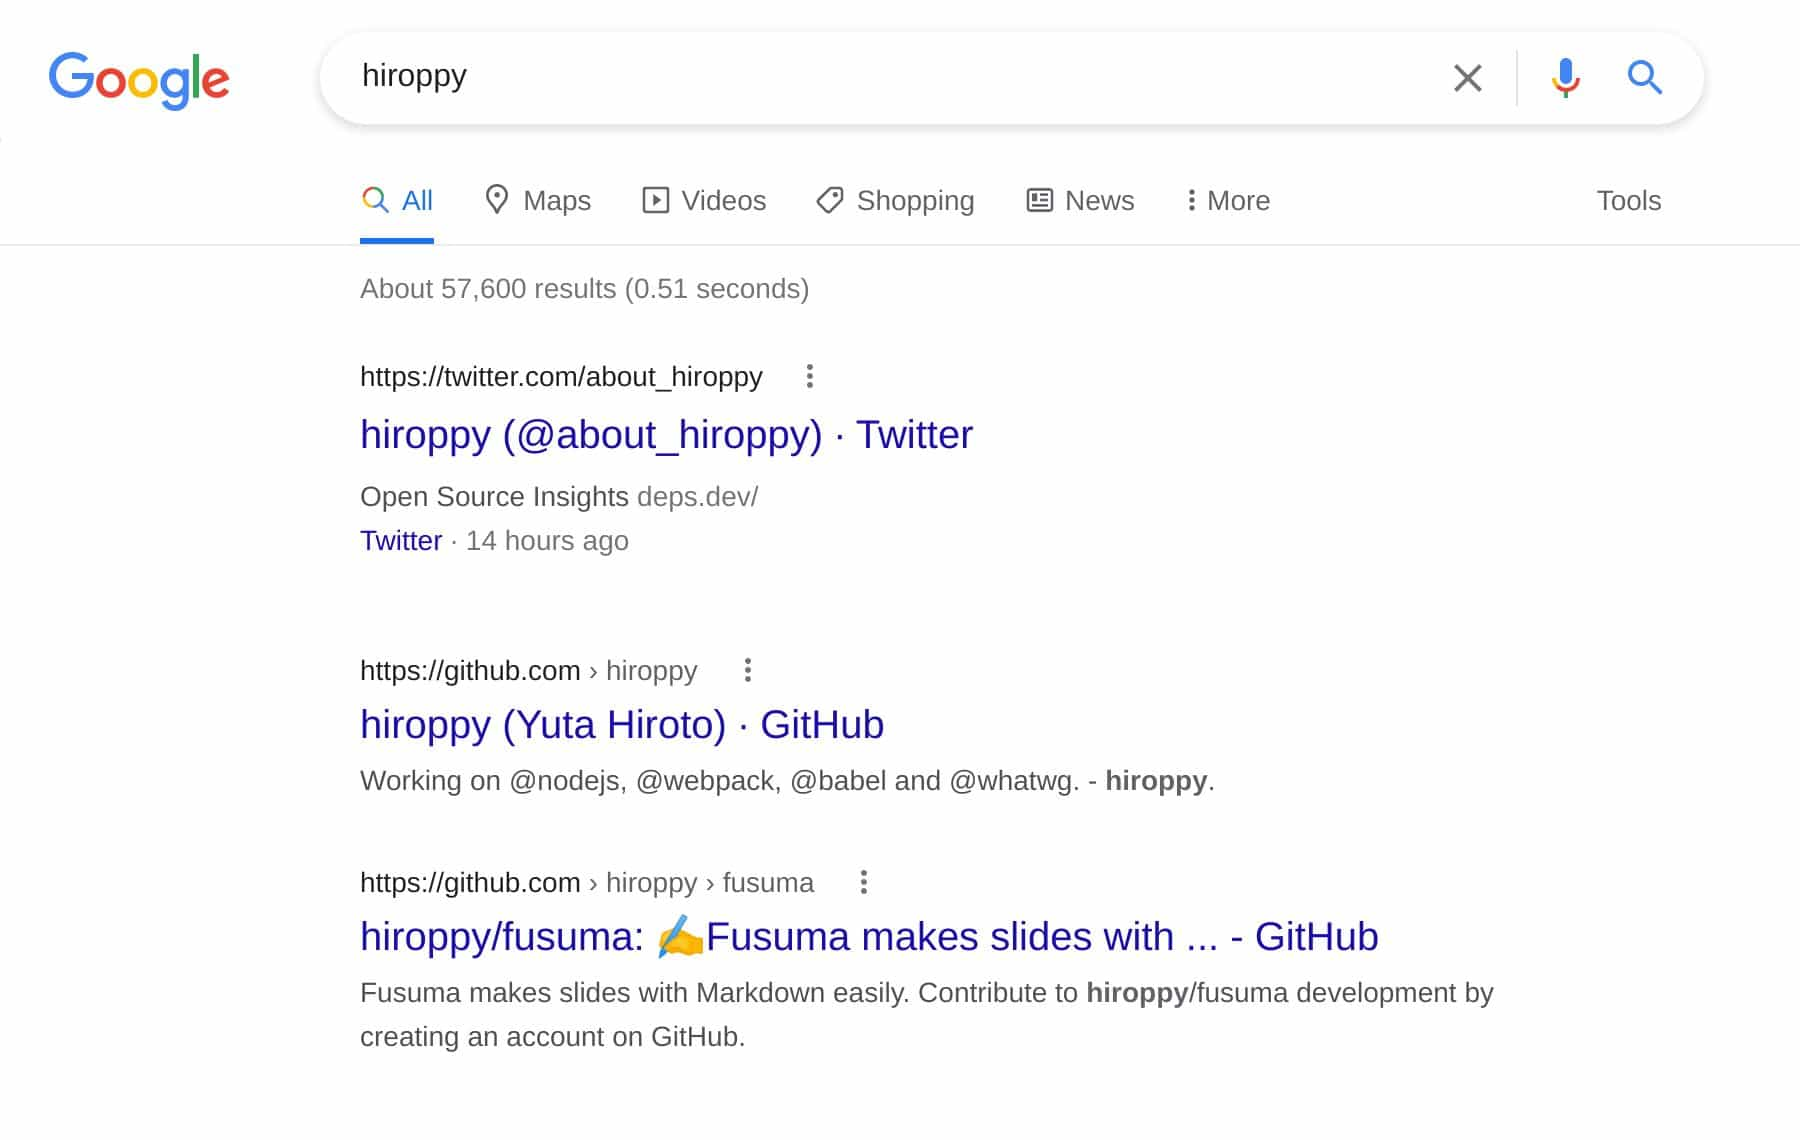 Google
hiroppy
All Maps Videos Shopping News More Tools
About 57,600 results (0.51 seconds)
https://twitter.com/about_hiroppy
hiroppy (@about_hiroppy) · Twitter
Open Source Insights deps.dev/
Twitter · 14 hours ago
https://github.com › hiroppy
hiroppy (Yuta Hiroto) · GitHub
Working on @nodejs, @webpack, @babel and @whatwg. - hiroppy.
https://github.com › hiroppy › fusuma
hiroppy/fusuma: ✍️Fusuma makes slides with ... - GitHub
Fusuma makes slides with Markdown easily. Contribute to hiroppy/fusuma development by
creating an account on GitHub.